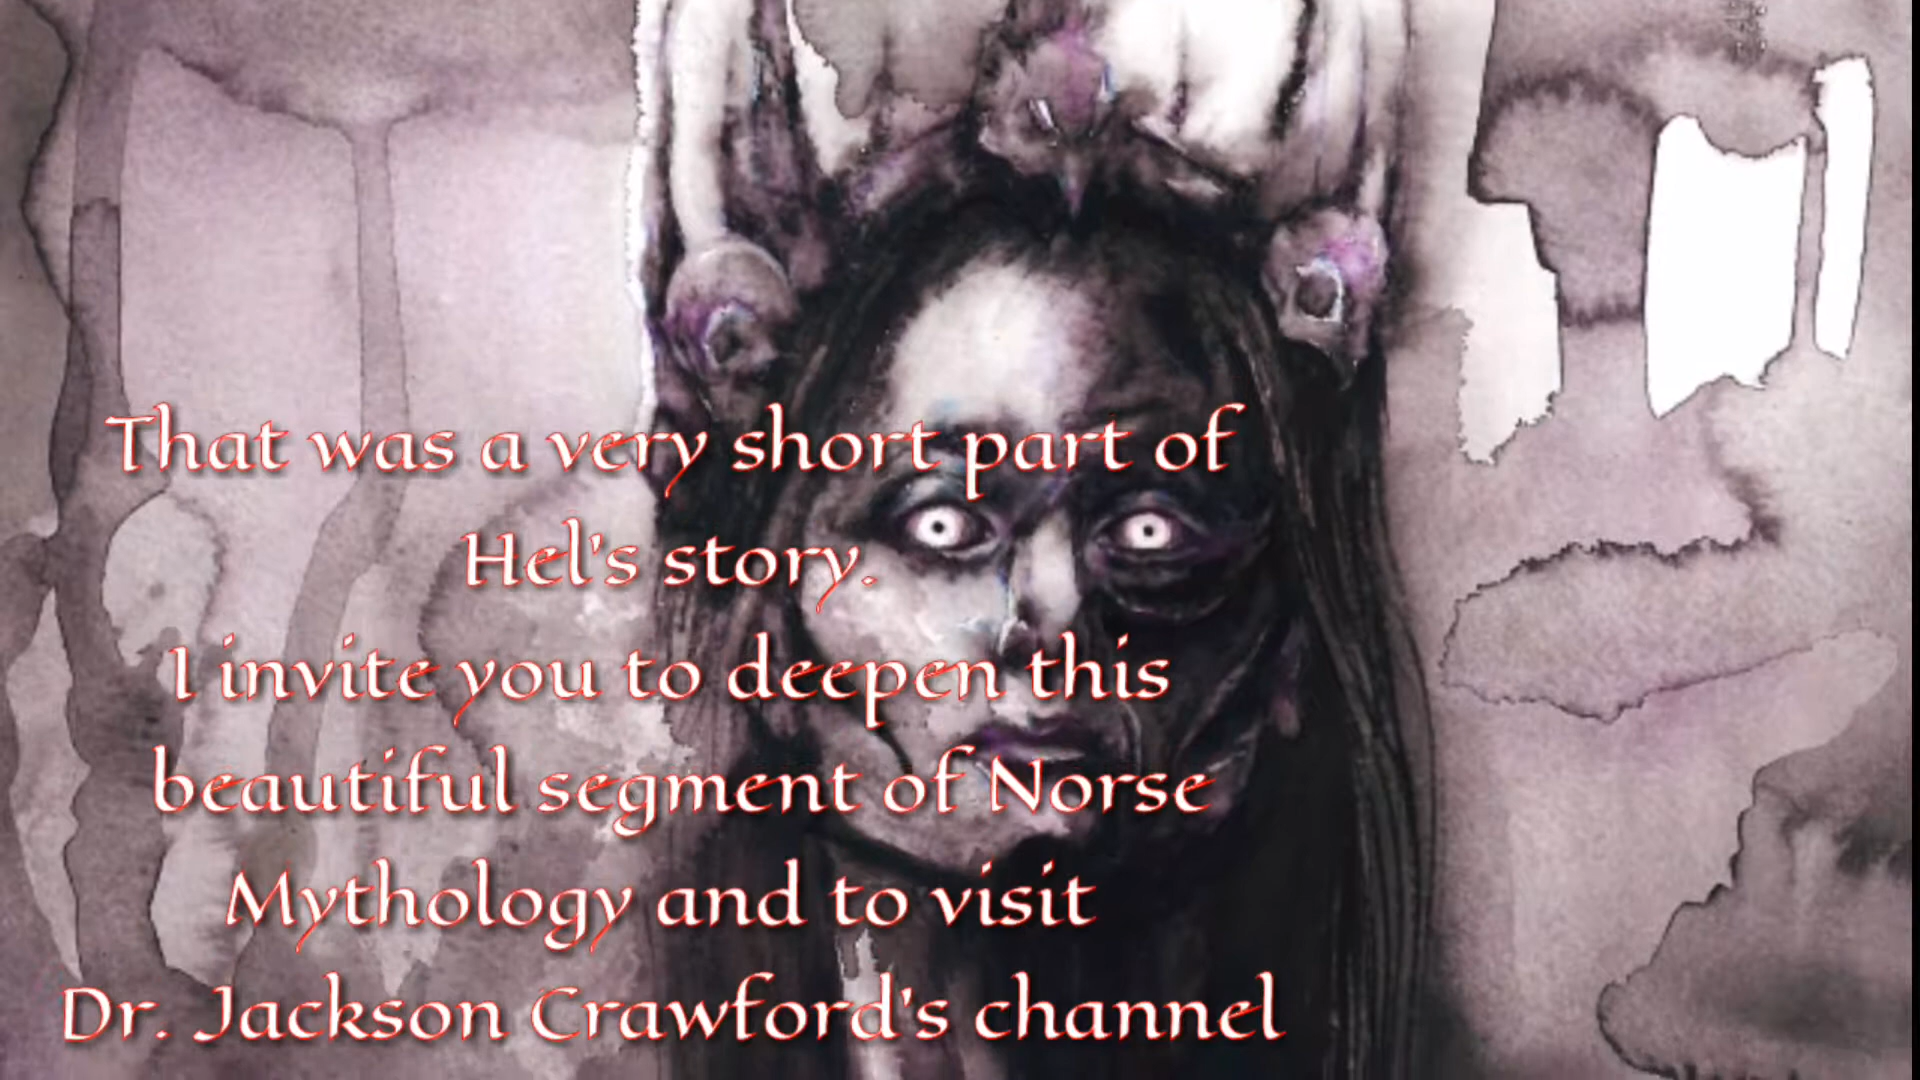 That was a very short part of
Hel's story.
I invite you to deepen this
beautiful segment of Norse
Mythology and to visit
Dr. Jackson Crawford's channel